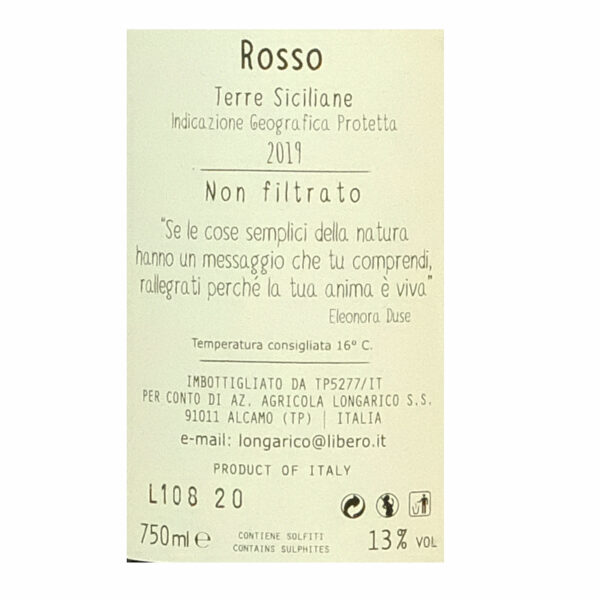 Rosso
Terre Siciliane
Indicazione Geografica Protetta
2019
Non filtrato
"Se le cose semplici della natura
hanno un messaggio che tu comprendi,
rallegrati perché la tua anima è viva"
Eleonora Duse
Temperatura consigliata 16° C.
IMBOTTIGLIATO DA TP5277/IT
PER CONTO DI AZ. AGRICOLA LONGARICO S.S.
91011 ALCAMO (TP) | ITALIA
e-mail: longarico@libero.it
PRODUCT OF ITALY
L108 20
750ml e CONTIENE SOLFITI 13% VOL
CONTAINS SULPHITES